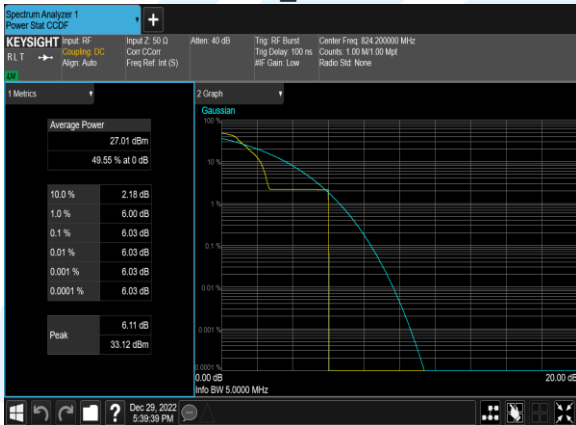 Spectrum Analyzer 1
Power Stat CCDF
KEYSIGHT
R L T
Input: RF
Coupling: DC
Align: Auto
Input Z: 50 Ω
Corr CCorr
Freq Ref: Int (S)
Atten: 40 dB
Trig: RF Burst
Trig Delay: 100 ns
#IF Gain: Low
Center Freq: 824.200000 MHz
Counts: 1.00 M/1.00 Mpt
Radio Std: None
1 Metrics
Average Power
27.01 dBm
49.55 % at 0 dB
10.0 % 2.18 dB
1.0 % 6.00 dB
0.1 % 6.03 dB
0.01 % 6.03 dB
0.001 % 6.03 dB
0.0001 % 6.03 dB
Peak
6.11 dB
33.12 dBm
2 Graph
Gaussian
100 %
10 %
1 %
0.1 %
0.01 %
0.001 %
0.0001 %
0.00 dB
20.00 dB
Info BW 5.0000 MHz
Dec 29, 2022
5:39:39 PM